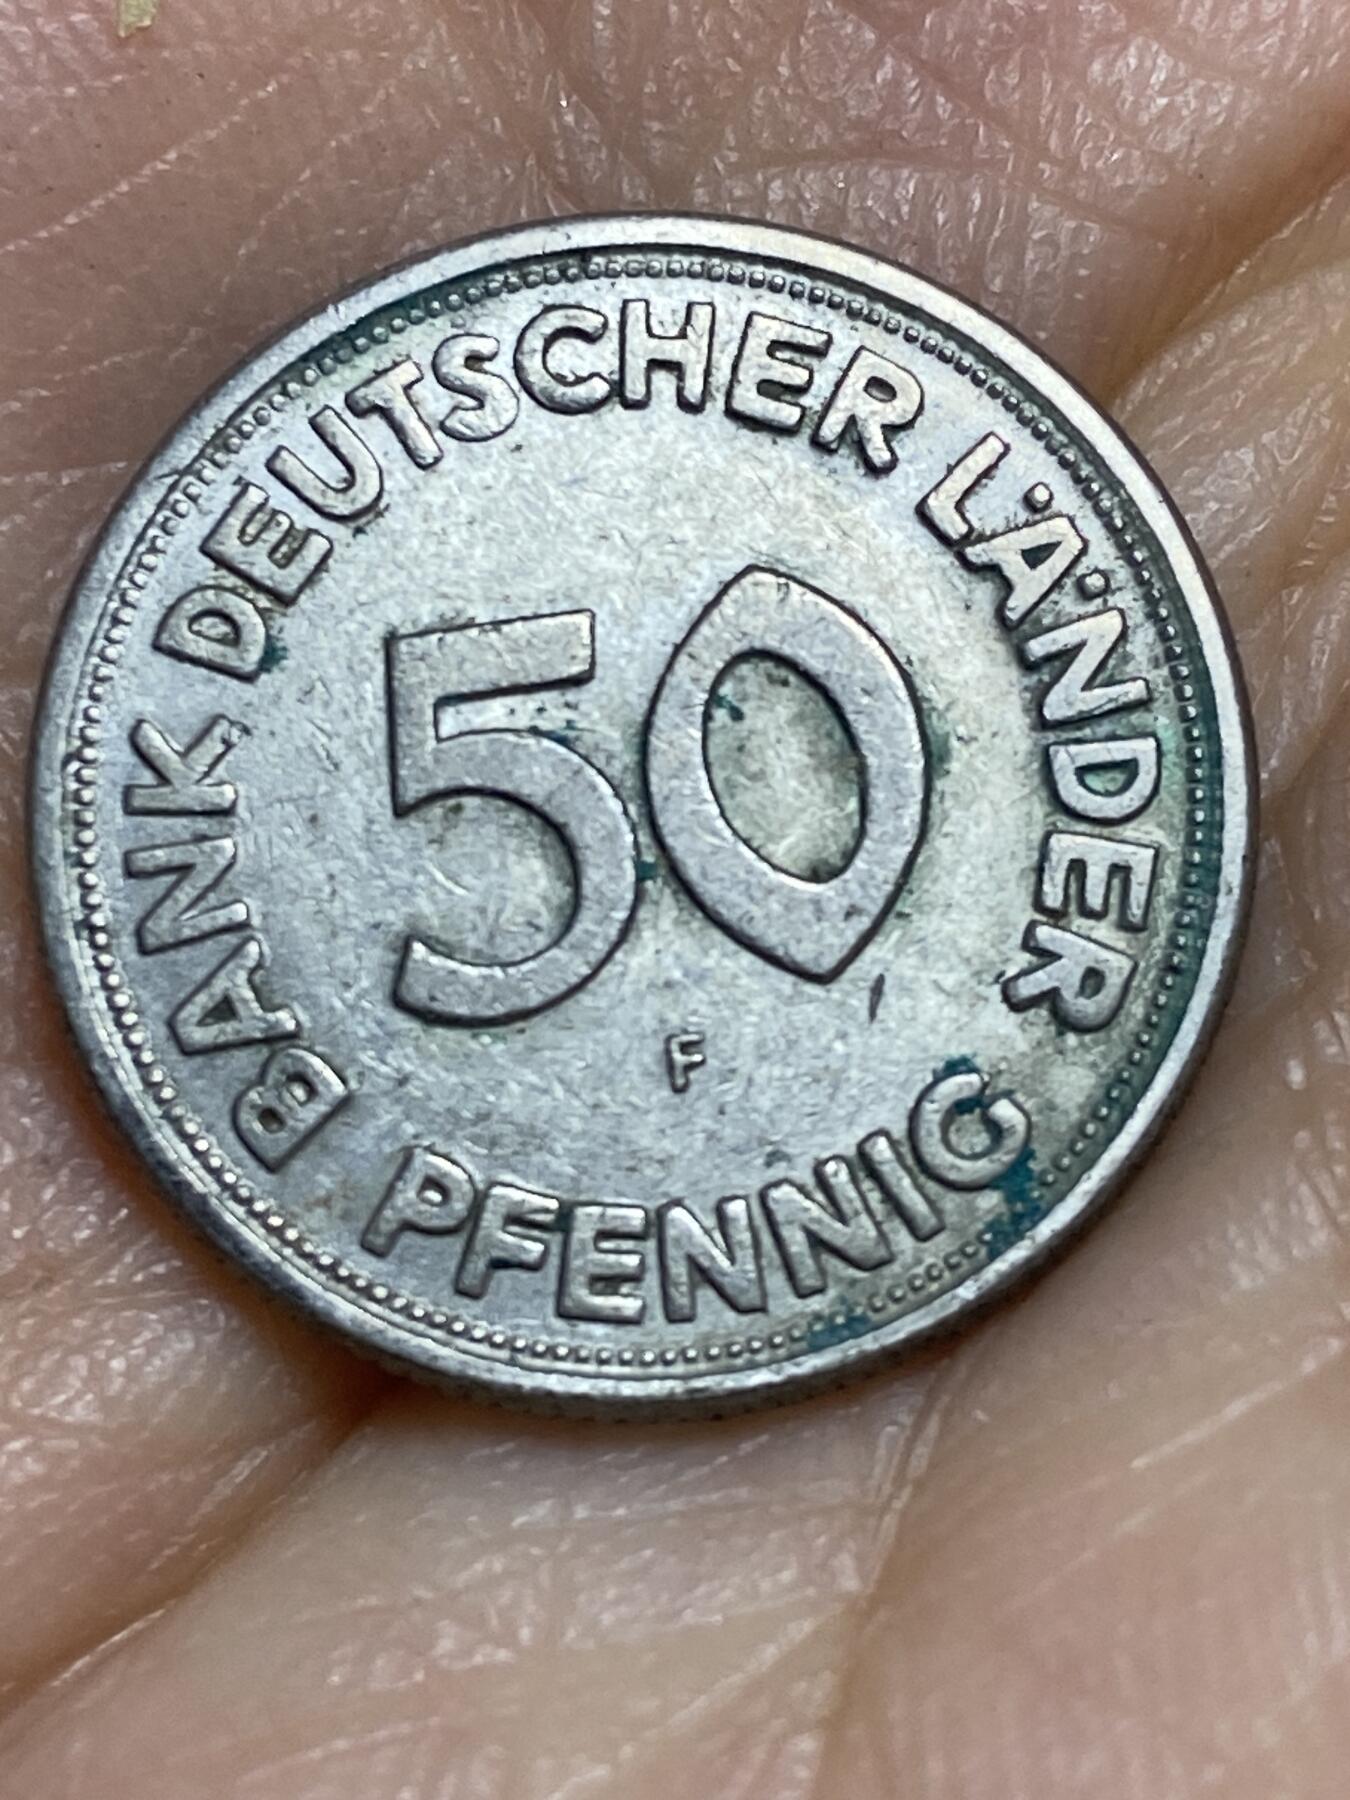 BANK DEUTSCHER LÄNDER
50
F
PFENNIG